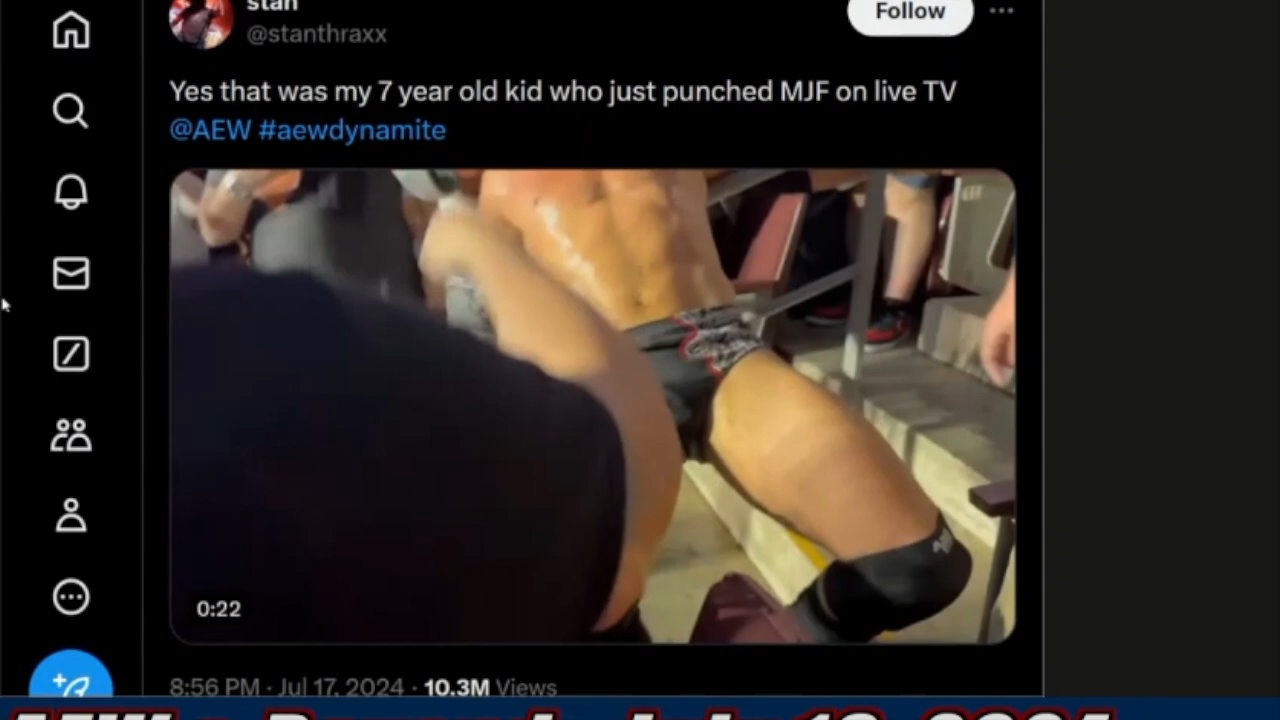 stan
@stanthraxx
Follow
Yes that was my 7 year old kid who just punched MJF on live TV
@AEW #aewdynamite
0:22
8:56 PM · Jul 17, 2024 · 10.3M Views